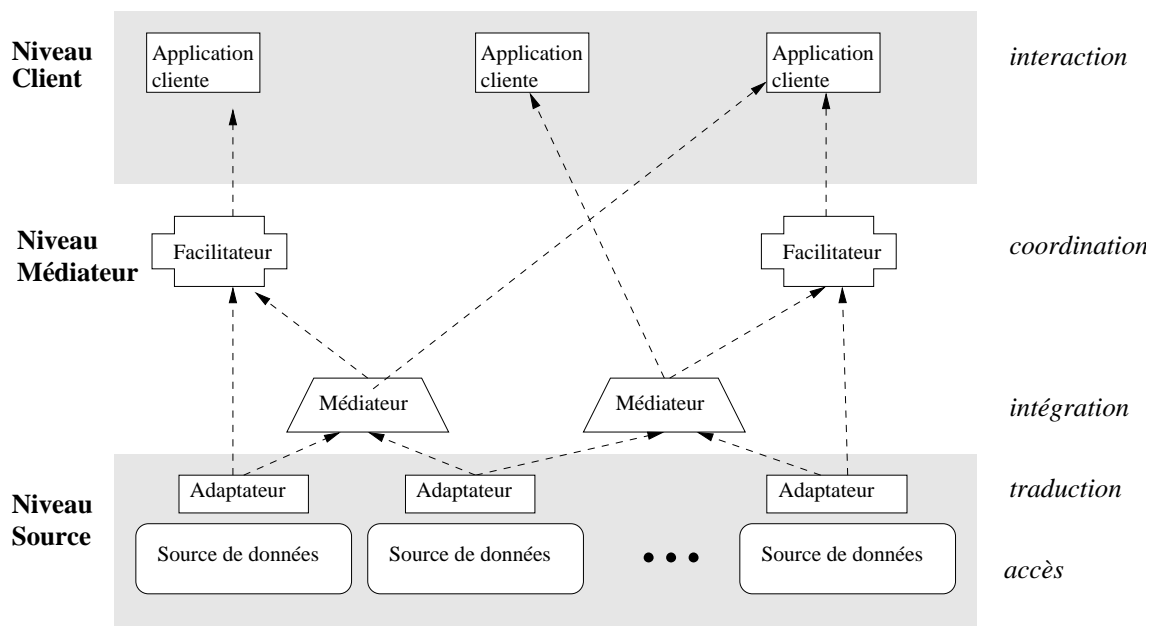 Niveau
Client
Application
cliente
Application
cliente
Application
cliente
interaction
Niveau
Médiateur
Facilitateur
Facilitateur
coordination
Médiateur
Médiateur
intégration
Niveau
Source
Adaptateur
Adaptateur
Adaptateur
traduction
Source de données
Source de données
Source de données
accès